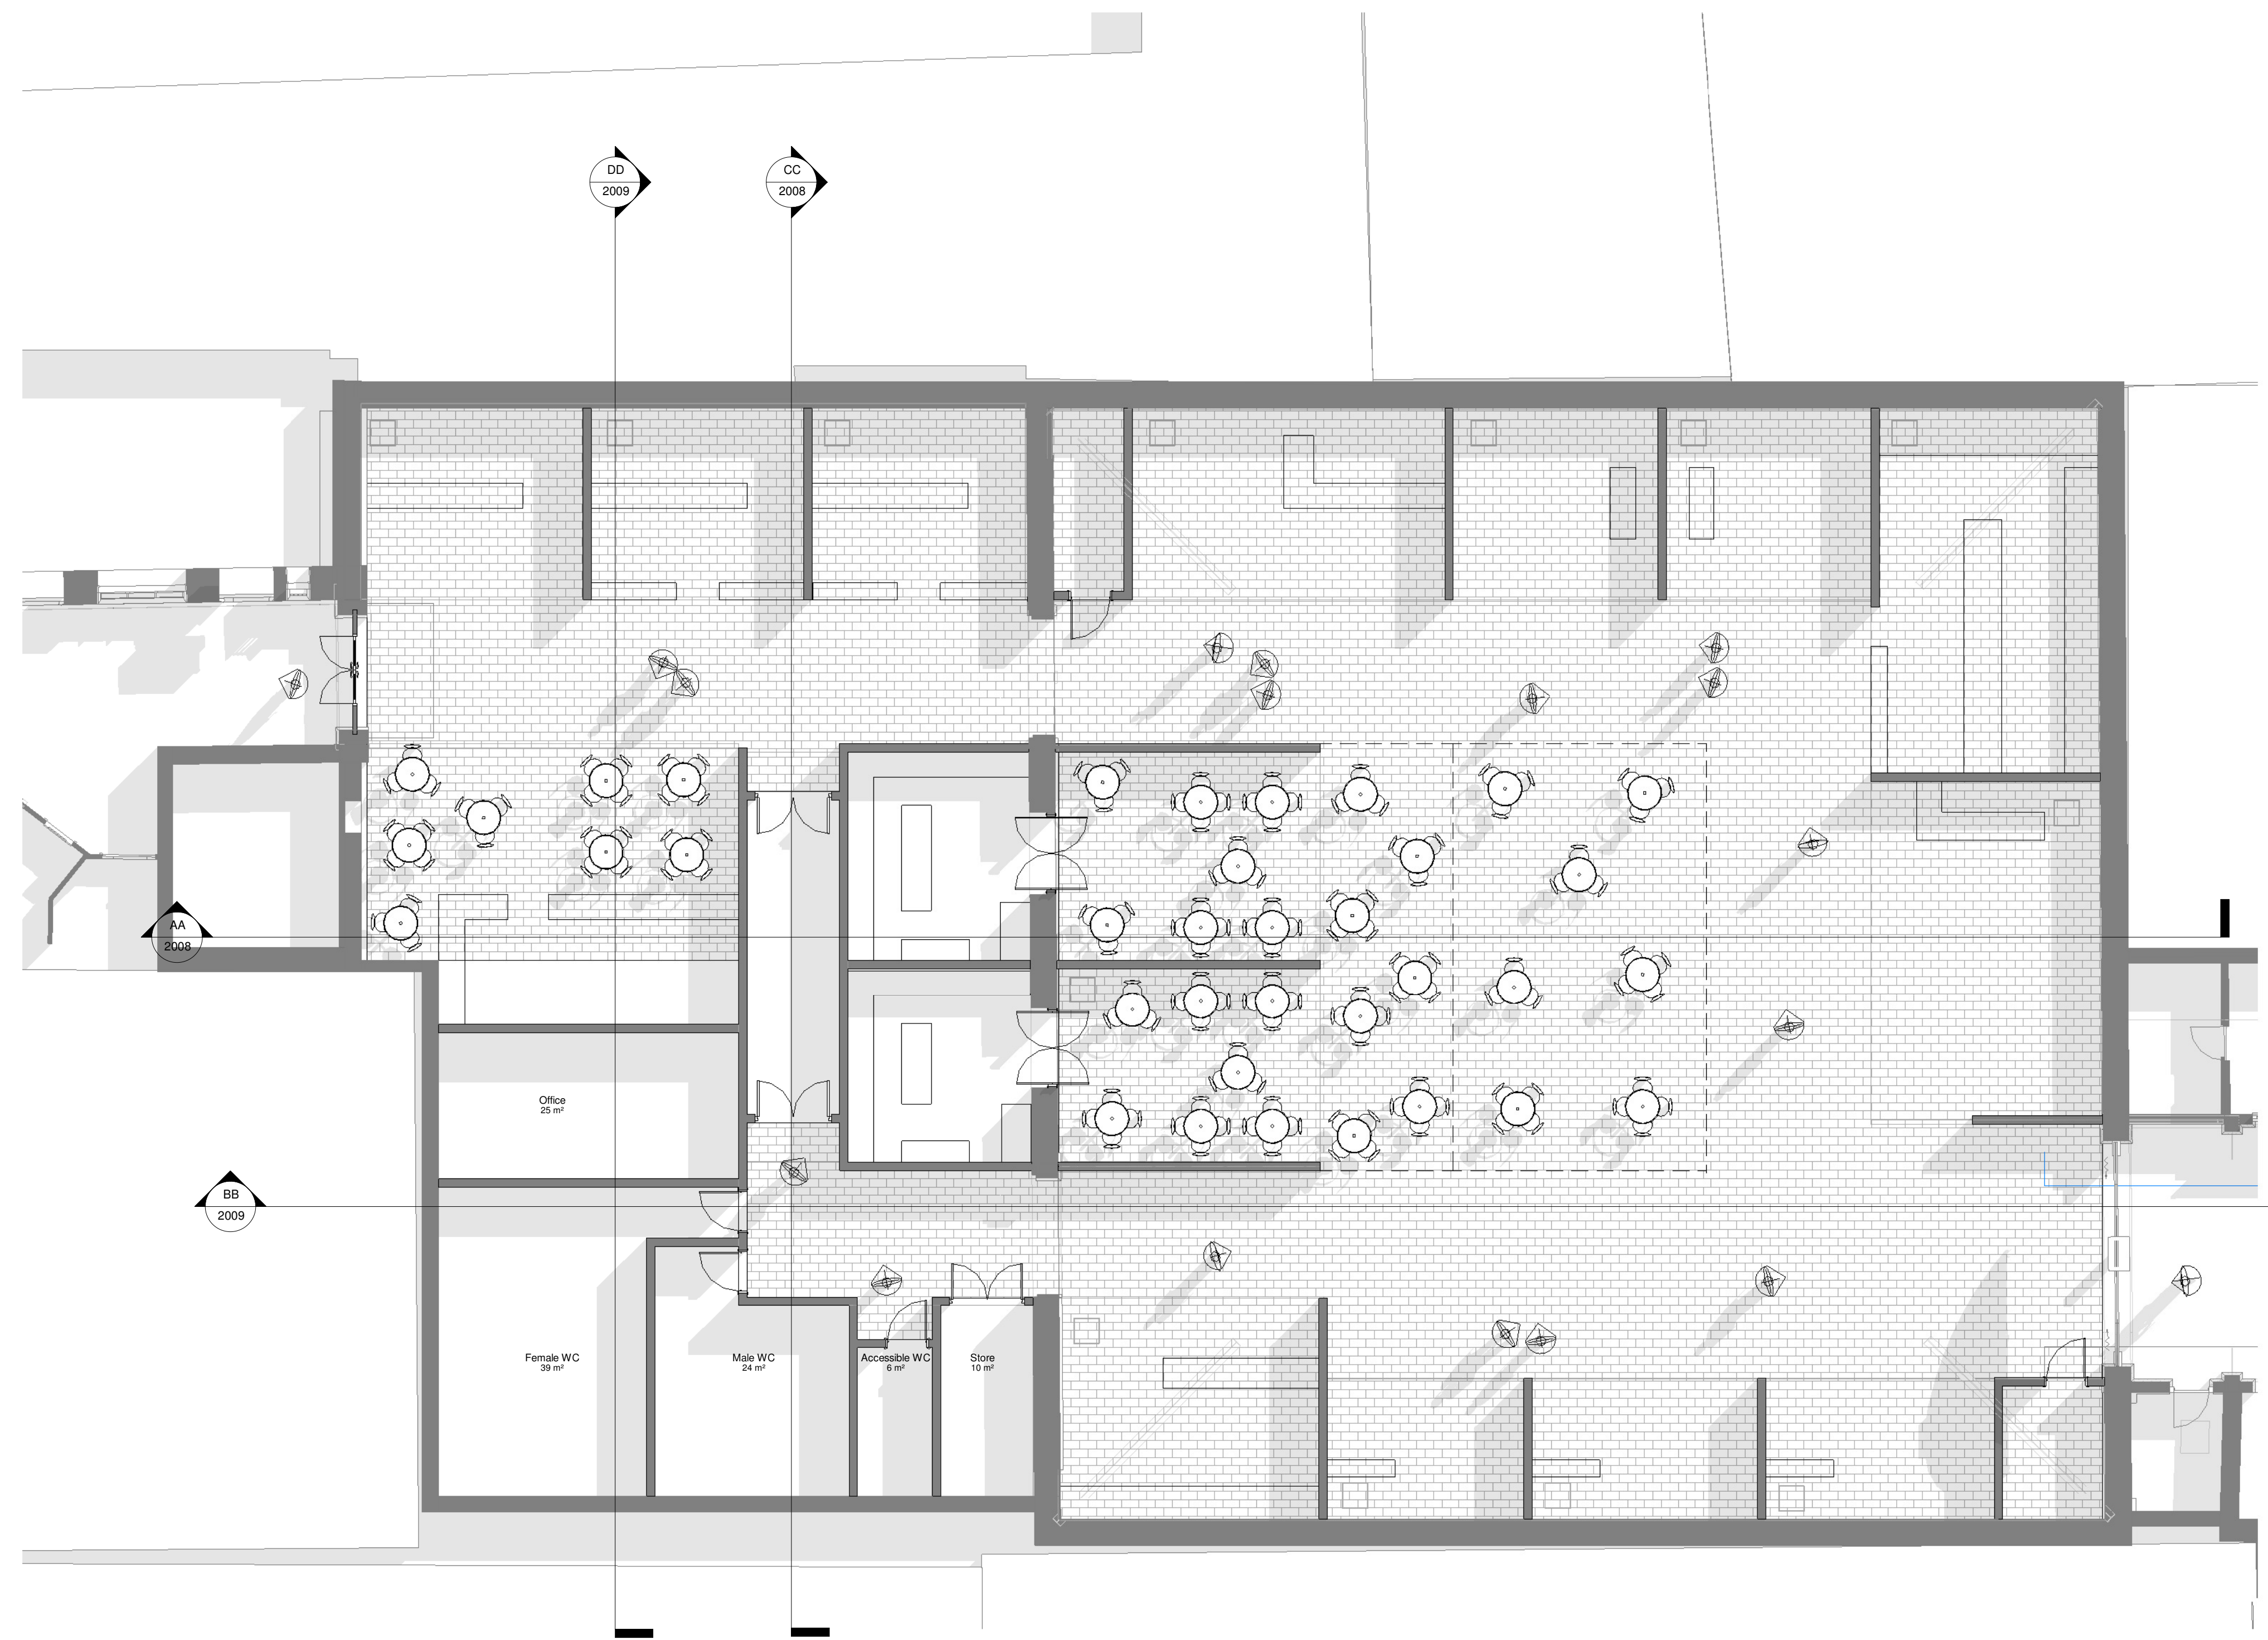 DD
2009
CC
2008
AA
2008
Office
25 m²
BB
2009
Female WC
39 m²
Male WC
24 m²
Accessible WC
6 m²
Store
10 m²